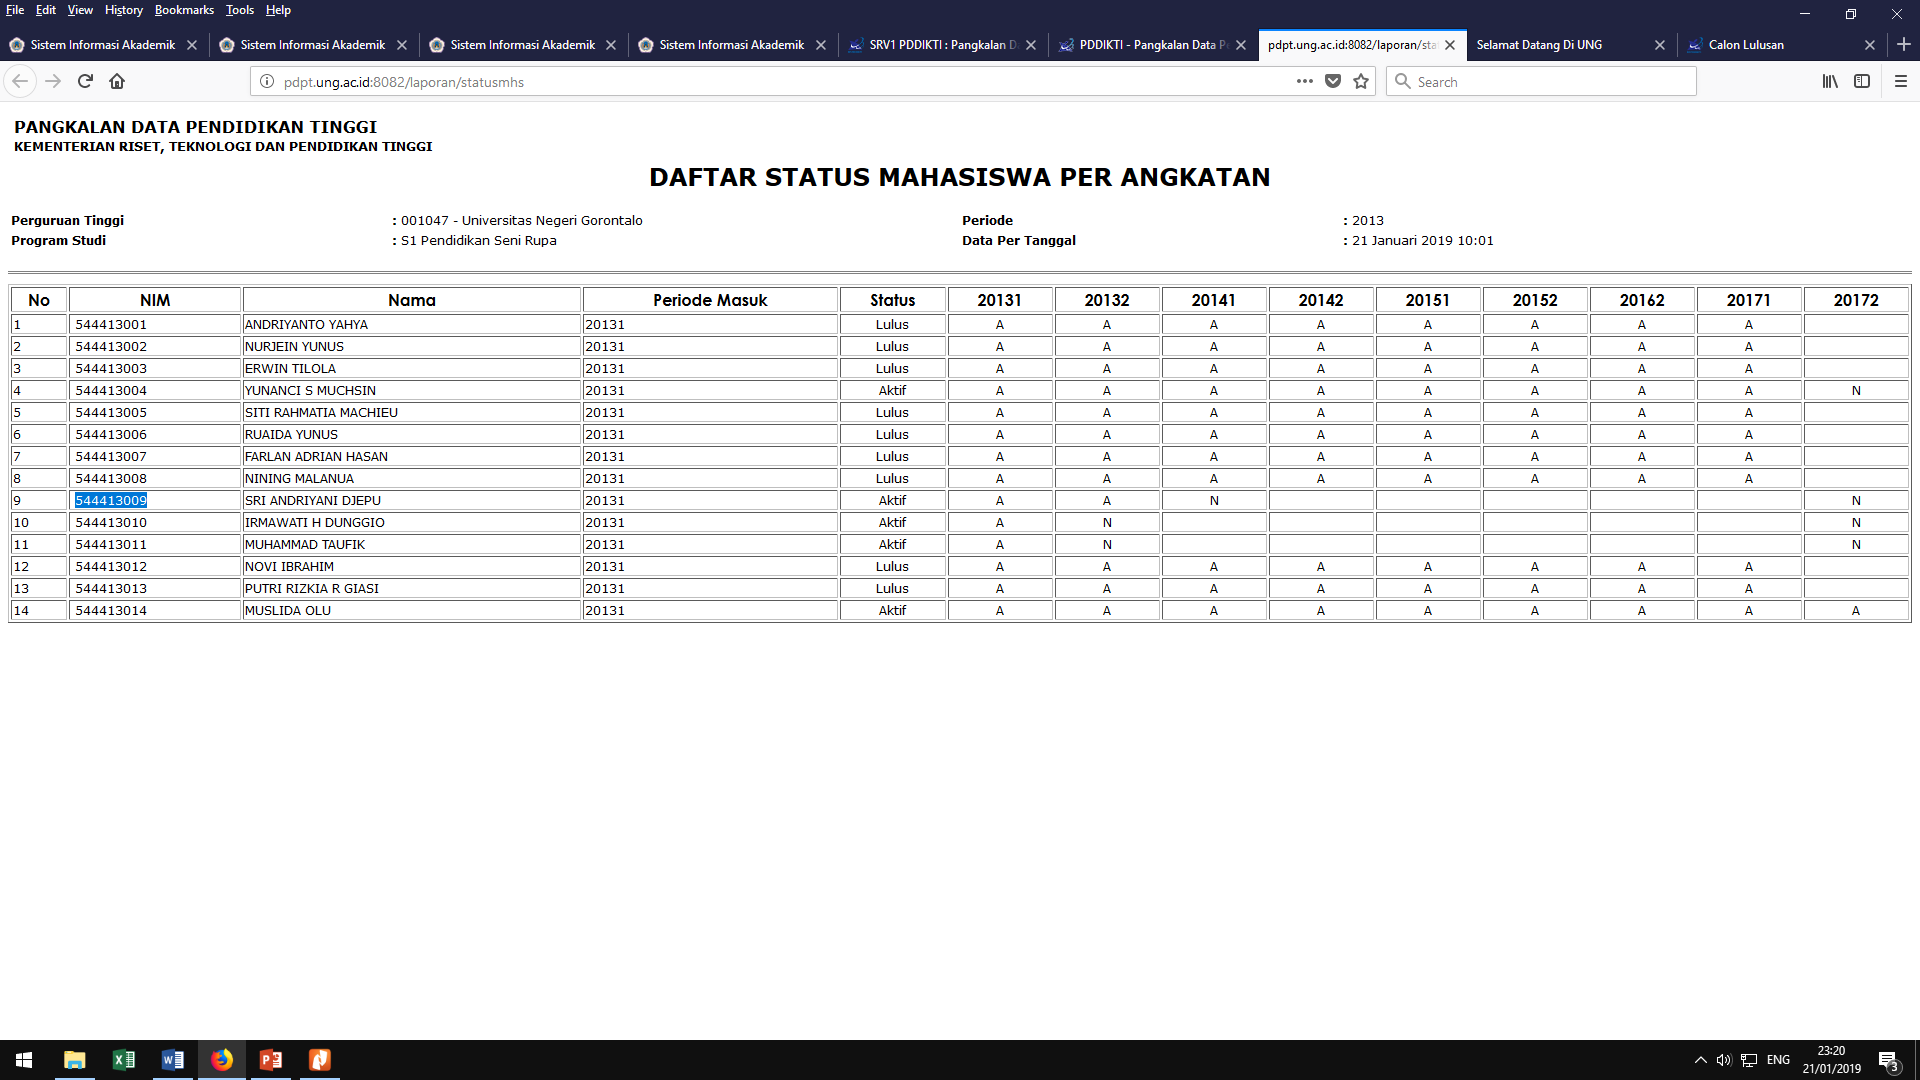 File Edit View History Bookmarks Tools Help
Sistem Informasi Akademik Sistem Informasi Akademik Sistem Informasi Akademik Sistem Informasi Akademik SRV1 PDDIKTI : Pangkalan D PDDIKTI - Pangkalan Data Pe pdpt.ung.ac.id:8082/laporan/stat Selamat Datang Di UNG Calon Lulusan
pdpt.ung.ac.id:8082/laporan/statusmhs Search
PANGKALAN DATA PENDIDIKAN TINGGI
KEMENTERIAN RISET, TEKNOLOGI DAN PENDIDIKAN TINGGI
DAFTAR STATUS MAHASISWA PER ANGKATAN
Perguruan Tinggi : 001047 - Universitas Negeri Gorontalo Periode : 2013
Program Studi : S1 Pendidikan Seni Rupa Data Per Tanggal : 21 Januari 2019 10:01
No NIM Nama Periode Masuk Status 20131 20132 20141 20142 20151 20152 20162 20171 20172
1 544413001 ANDRIYANTO YAHYA 20131 Lulus A A A A A A A A
2 544413002 NURJEIN YUNUS 20131 Lulus A A A A A A A A
3 544413003 ERWIN TILOLA 20131 Lulus A A A A A A A A
4 544413004 YUNANCI S MUCHSIN 20131 Aktif A A A A A A A A N
5 544413005 SITI RAHMATIA MACHIEU 20131 Lulus A A A A A A A A
6 544413006 RUAIDA YUNUS 20131 Lulus A A A A A A A A
7 544413007 FARLAN ADRIAN HASAN 20131 Lulus A A A A A A A A
8 544413008 NINING MALANUA 20131 Lulus A A A A A A A A
9 544413009 SRI ANDRIYANI DJEPU 20131 Aktif A A N N
10 544413010 IRMAWATI H DUNGGIO 20131 Aktif A N N
11 544413011 MUHAMMAD TAUFIK 20131 Aktif A N N
12 544413012 NOVI IBRAHIM 20131 Lulus A A A A A A A A
13 544413013 PUTRI RIZKIA R GIASI 20131 Lulus A A A A A A A A
14 544413014 MUSLIDA OLU 20131 Aktif A A A A A A A A A
ENG 23:20
21/01/2019 3